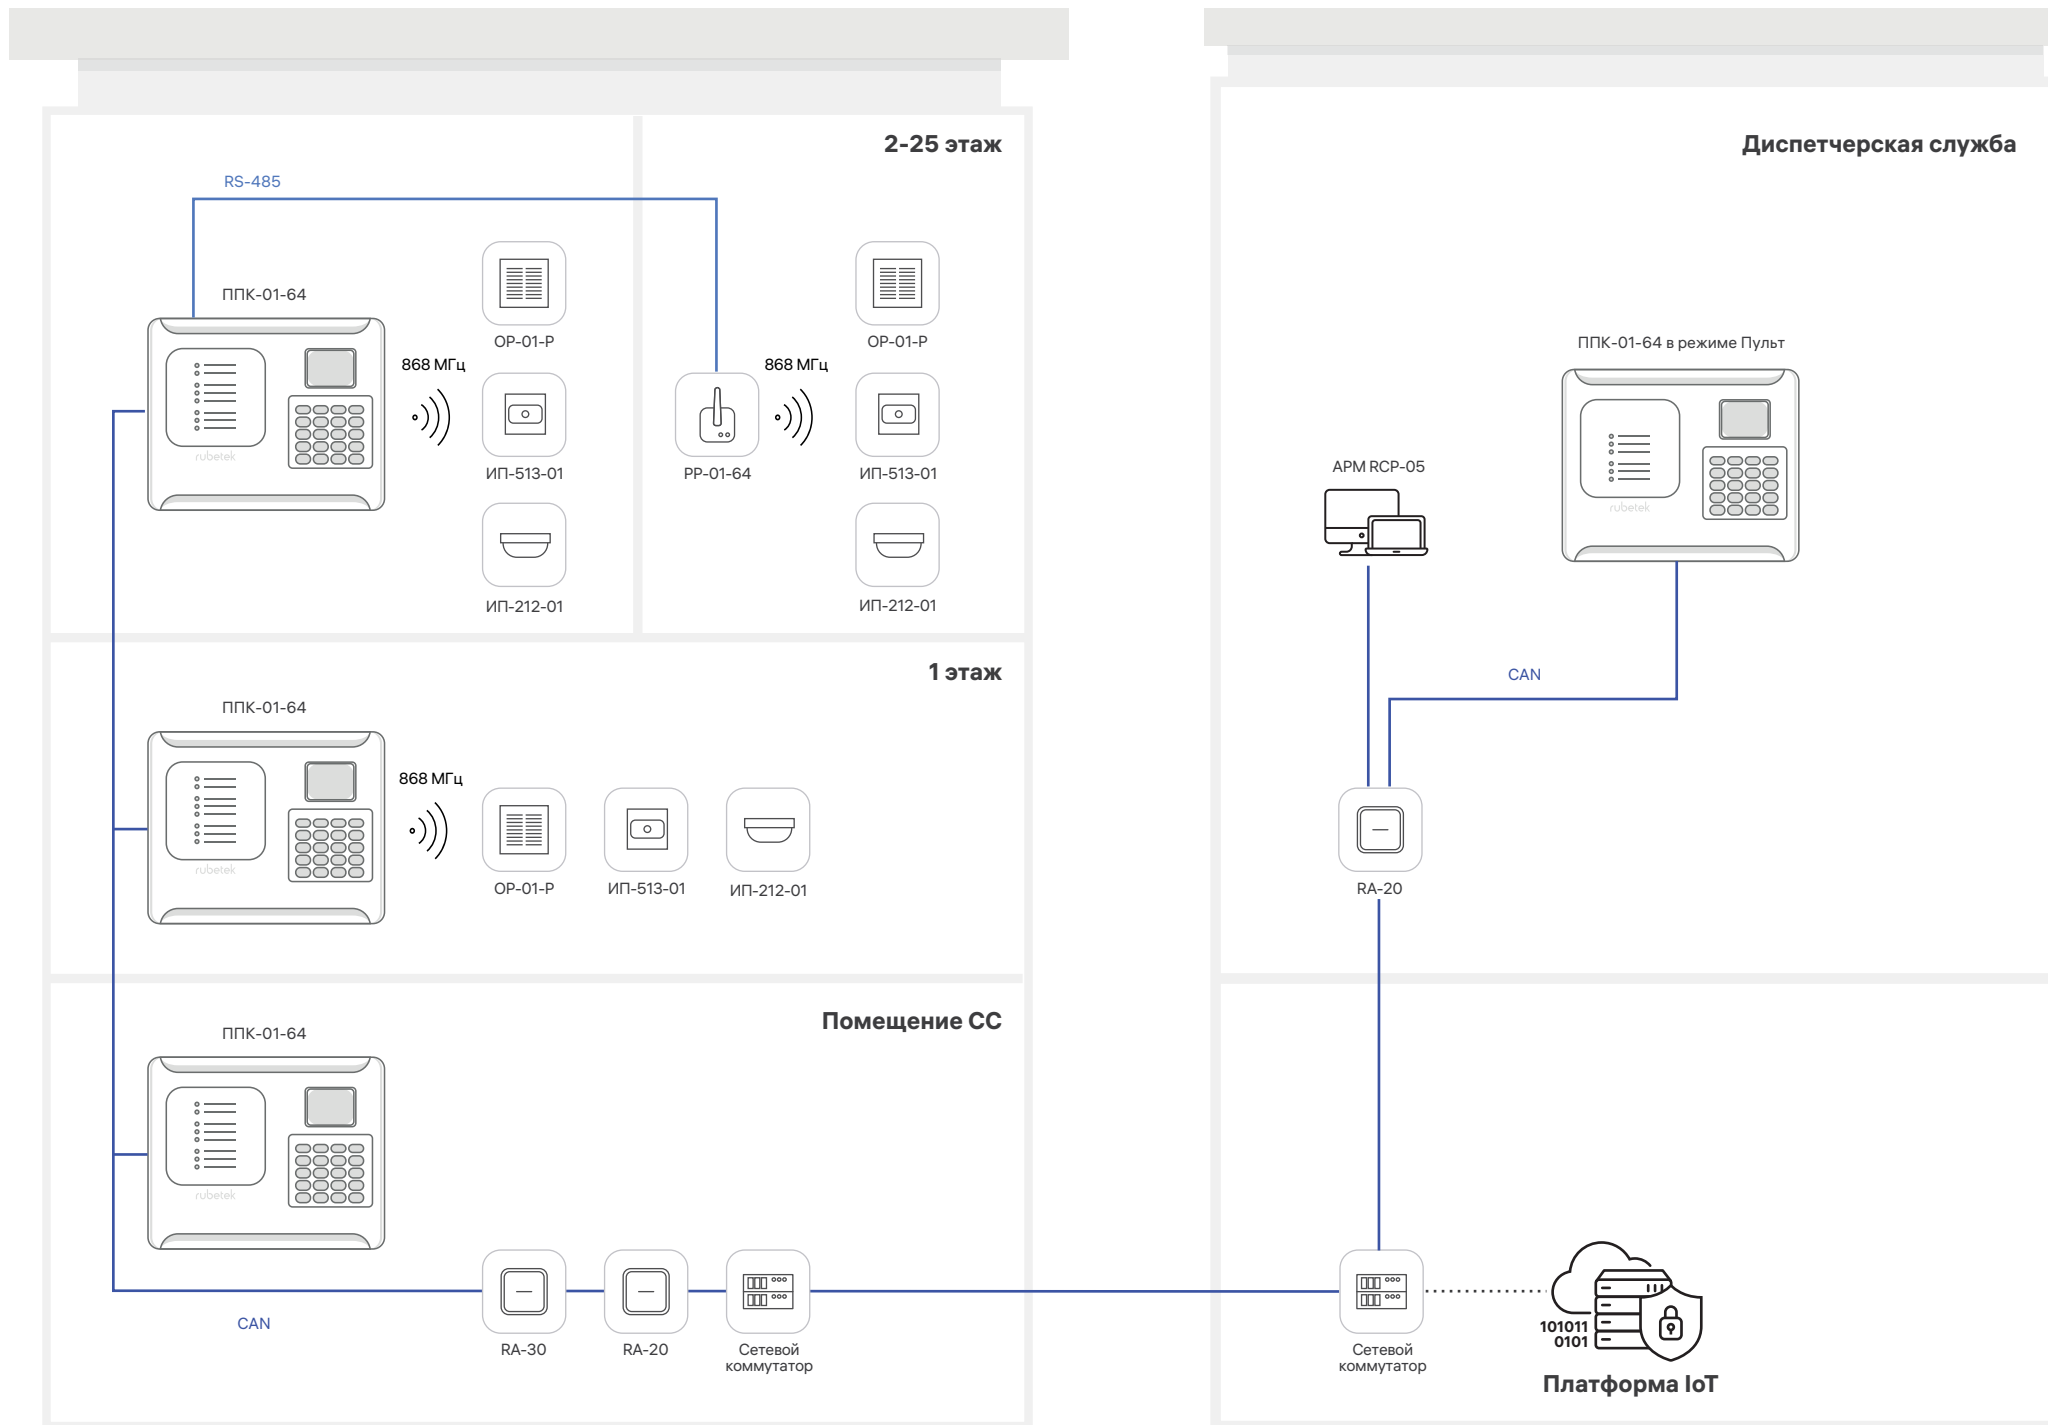 2-25 этаж
RS-485
ППК-01-64
rubetek
868 МГц
ОР-01-Р
ИП-513-01
ИП-212-01
РР-01-64
868 МГц
ОР-01-Р
ИП-513-01
ИП-212-01
1 этаж
ППК-01-64
rubetek
868 МГц
ОР-01-Р
ИП-513-01
ИП-212-01
Помещение СС
ППК-01-64
rubetek
CAN
RA-30
RA-20
Сетевой
коммутатор
Диспетчерская служба
ППК-01-64 в режиме Пульт
rubetek
АРМ RCP-05
CAN
RA-20
Сетевой
коммутатор
101011
0101
Платформа IoT